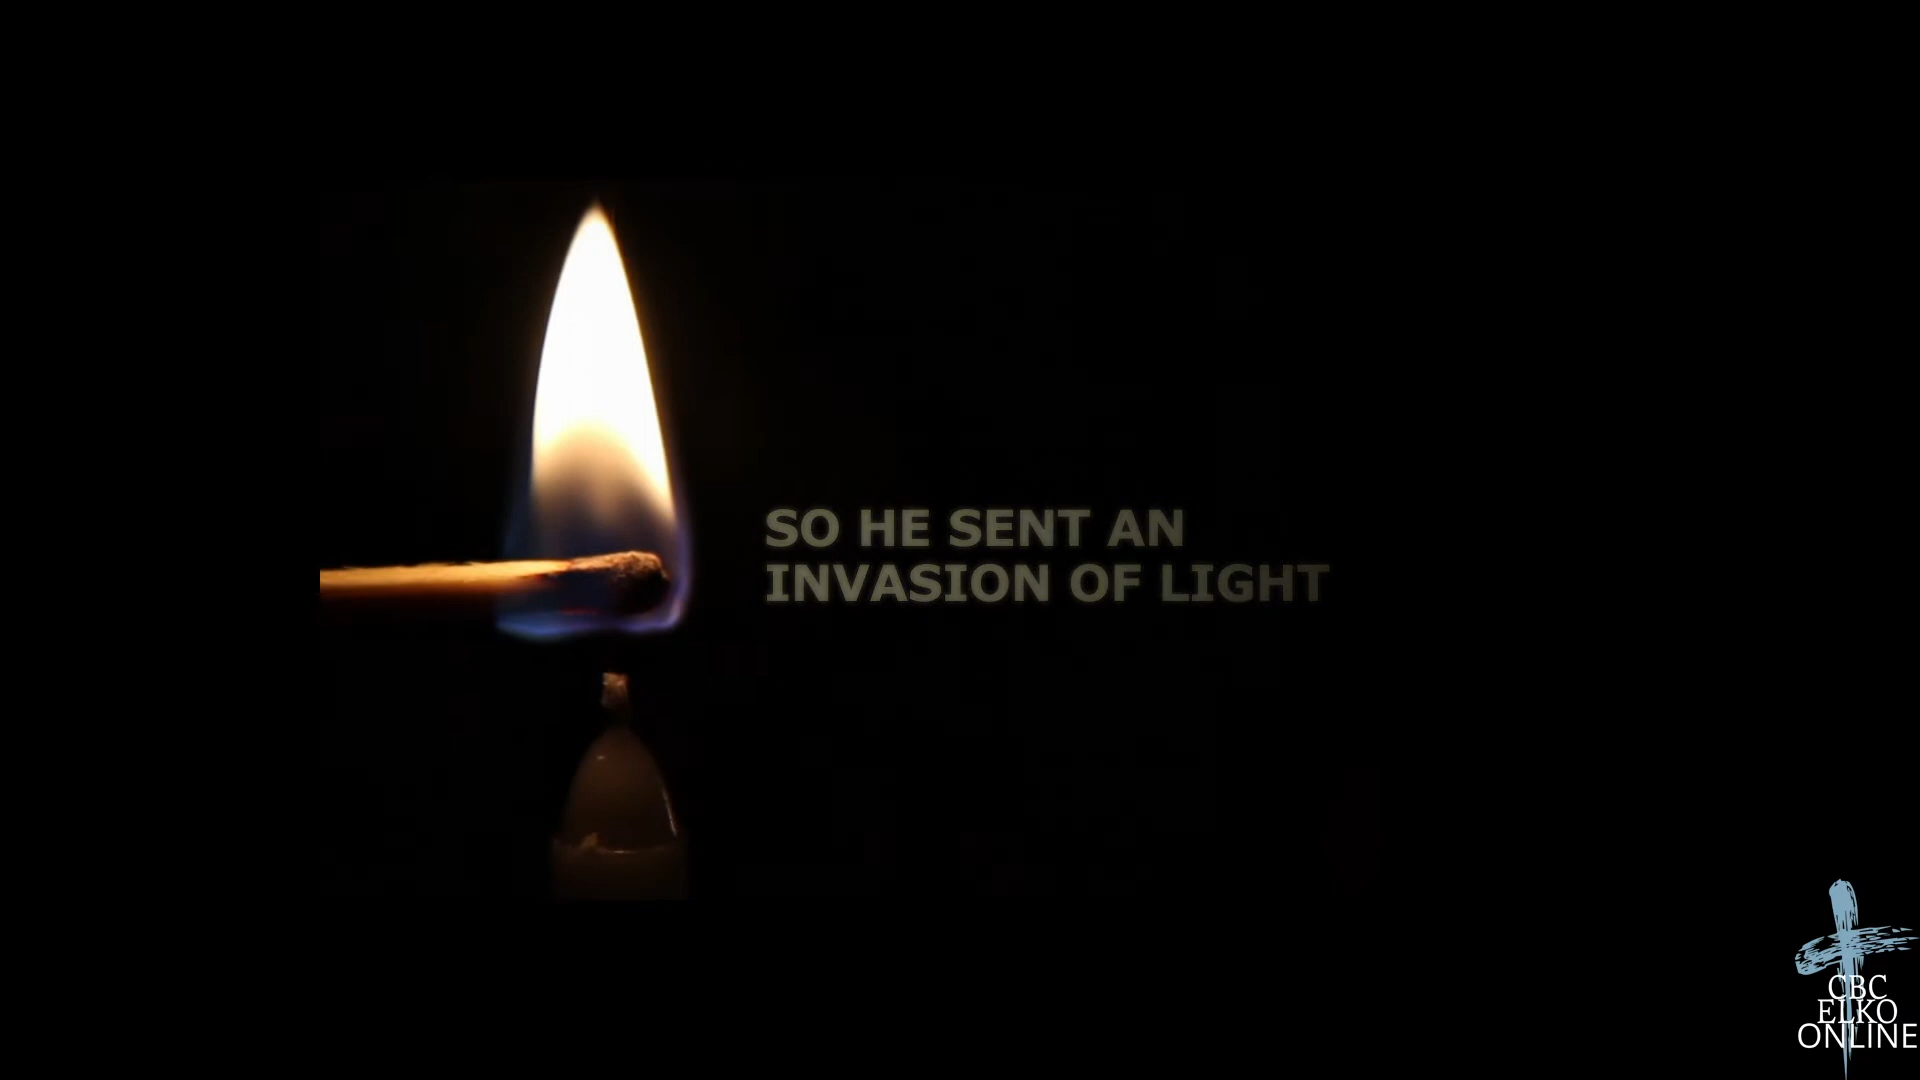 SO HE SENT AN
INVASION OF LIGHT
CBC
ELKO
ONLINE